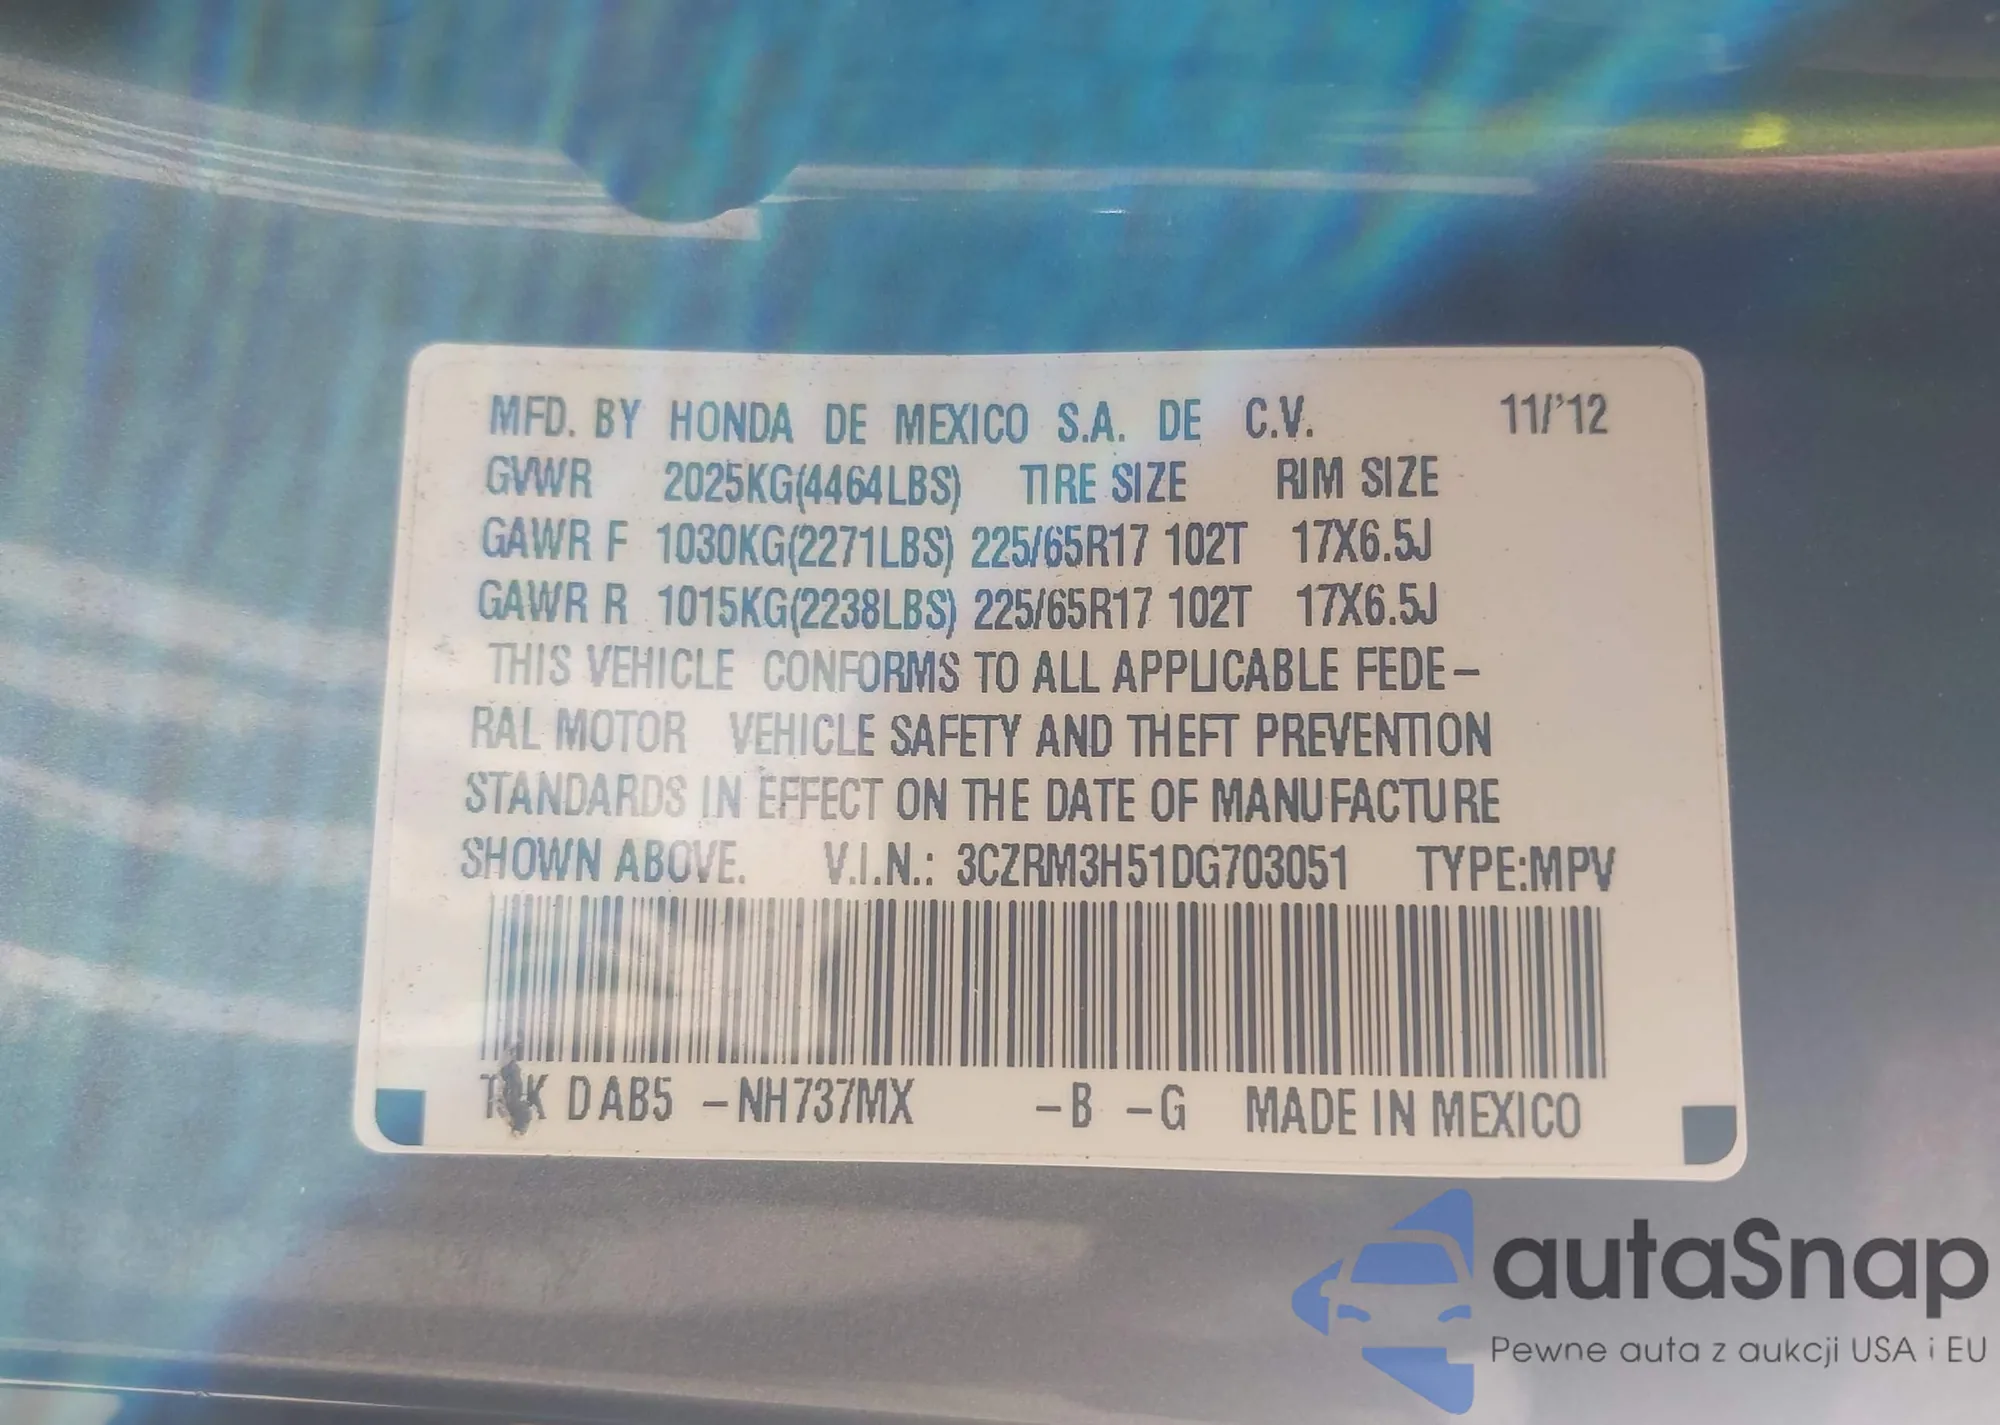 MFD. BY HONDA DE MEXICO S.A. DE C.V. 11/'12
GVWR 2025KG(4464LBS) TIRE SIZE RIM SIZE
GAWR F 1030KG(2271LBS) 225/65R17 102T 17X6.5J
GAWR R 1015KG(2238LBS) 225/65R17 102T 17X6.5J
THIS VEHICLE CONFORMS TO ALL APPLICABLE FEDE-
RAL MOTOR VEHICLE SAFETY AND THEFT PREVENTION
STANDARDS IN EFFECT ON THE DATE OF MANUFACTURE
SHOWN ABOVE. V.I.N.: 3CZRM3H51DG703051 TYPE:MPV
DAB5 -NH737MX -B -G MADE IN MEXICO
autaSnap
Pewne auta z aukcji USA i EU